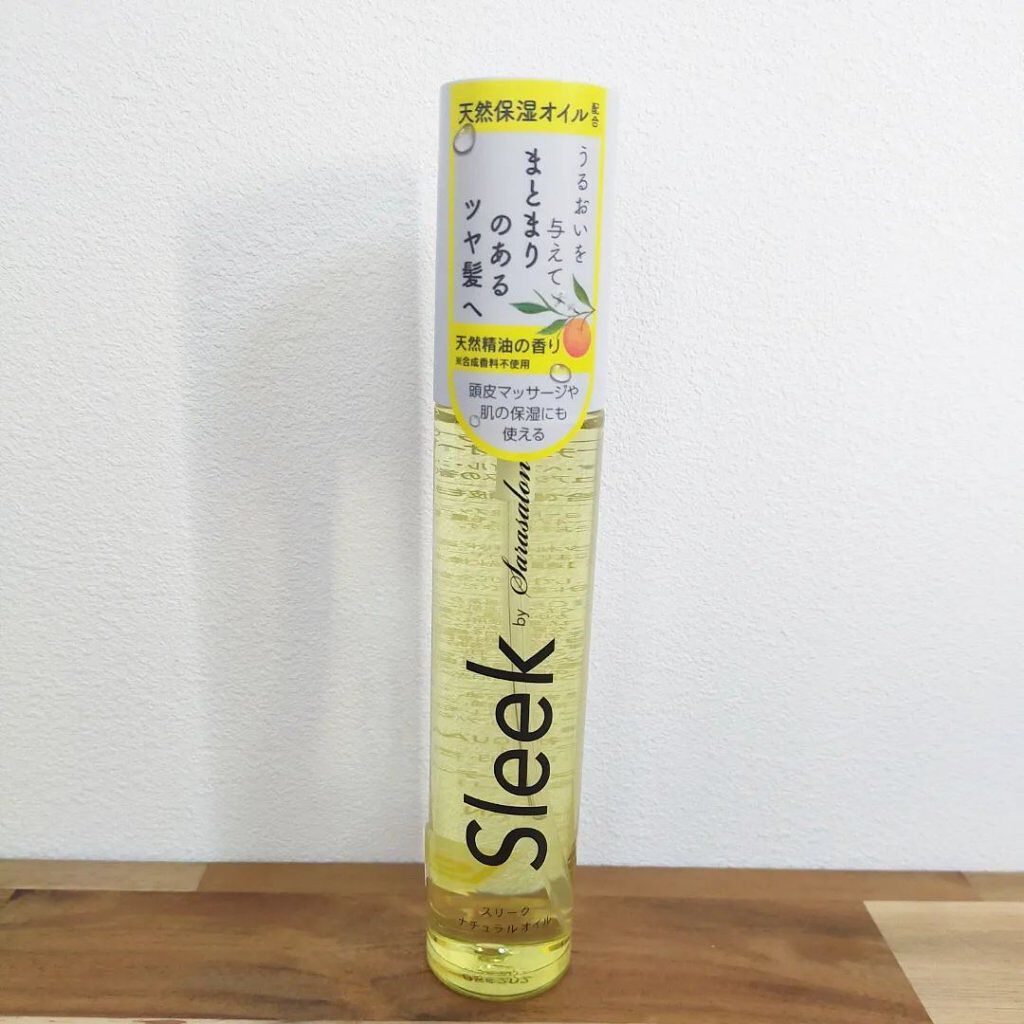 天然保湿オイル配合
うるおいを
与えて
まとまり
のある
ツヤ髪へ
天然精油の香り
※合成香料不使用
頭皮マッサージや
肌の保湿にも
使える
Sleek by Sarasalon
スリーク
ナチュラルオイル